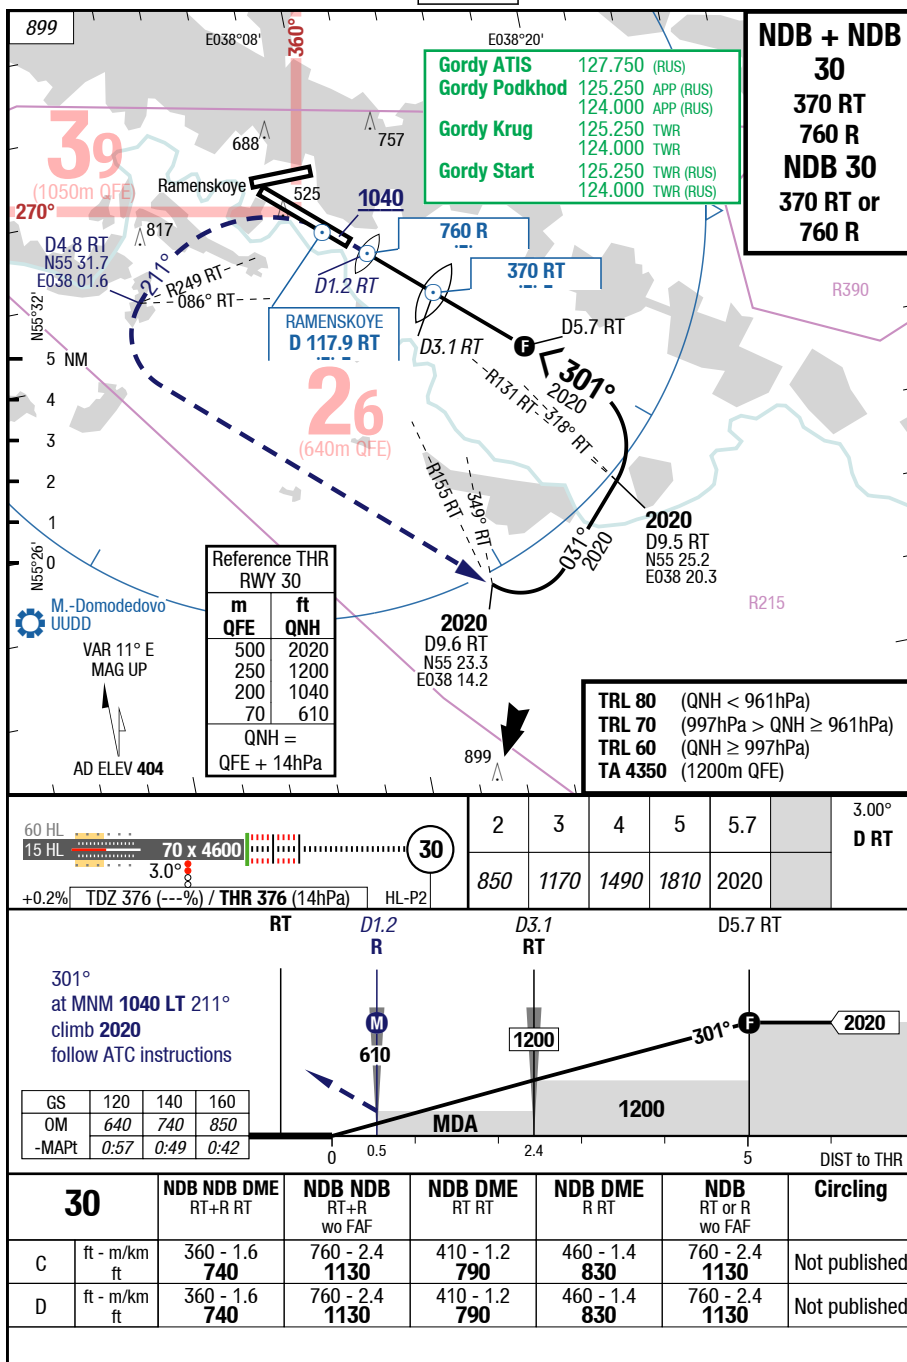 899
E038°08'
360°
E038°20'
NDB + NDB
30
370 RT
760 R
NDB 30
370 RT or
760 R
Gordy ATIS 127.750 (RUS)
Gordy Podkhod 125.250 APP (RUS)
124.000 APP (RUS)
Gordy Krug 125.250 TWR
124.000 TWR
Gordy Start 125.250 TWR (RUS)
124.000 TWR (RUS)
39
(1050m QFE)
688
757
Ramenskoye
525
1040
270°
817
D4.8 RT
N55 31.7
E038 01.6
211°
R249 RT
086° RT
N55°32'
760 R
370 RT
D1.2 RT
R390
RAMENSKOYE
D 117.9 RT
D3.1 RT
D5.7 RT
F
5 NM
4
3
2
1
0
N55°26'
26
(640m QFE)
301°
2020
R131 RT
318° RT
R155 RT
349° RT
031°
2020
2020
D9.5 RT
N55 25.2
E038 20.3
R215
M.-Domodedovo
UUDD
VAR 11° E
MAG UP
AD ELEV 404
Reference THR
RWY 30
m ft
QFE QNH
500 2020
250 1200
200 1040
70 610
QNH =
QFE + 14hPa
2020
D9.6 RT
N55 23.3
E038 14.2
899
TRL 80 (QNH < 961hPa)
TRL 70 (997hPa > QNH ≥ 961hPa)
TRL 60 (QNH ≥ 997hPa)
TA 4350 (1200m QFE)
60 HL
15 HL
70 x 4600
30
3.0°
+0.2%
TDZ 376 (---%) / THR 376 (14hPa)
HL-P2
2 3 4 5 5.7 3.00°
D RT
850 1170 1490 1810 2020
RT D1.2 D3.1 D5.7 RT
R RT
301°
at MNM 1040 LT 211°
climb 2020
follow ATC instructions
M
610
1200
301°
F
2020
MDA
1200
GS 120 140 160
OM 640 740 850
-MAPt 0:57 0:49 0:42
0 0.5 2.4 5 DIST to THR
30
NDB NDB DME
RT+R RT
NDB NDB
RT+R
wo FAF
NDB DME
RT RT
NDB DME
R RT
NDB
RT or R
wo FAF
Circling
C ft - m/km 360 - 1.6 760 - 2.4 410 - 1.2 460 - 1.4 760 - 2.4 Not published
ft 740 1130 790 830 1130
D ft - m/km 360 - 1.6 760 - 2.4 410 - 1.2 460 - 1.4 760 - 2.4 Not published
ft 740 1130 790 830 1130